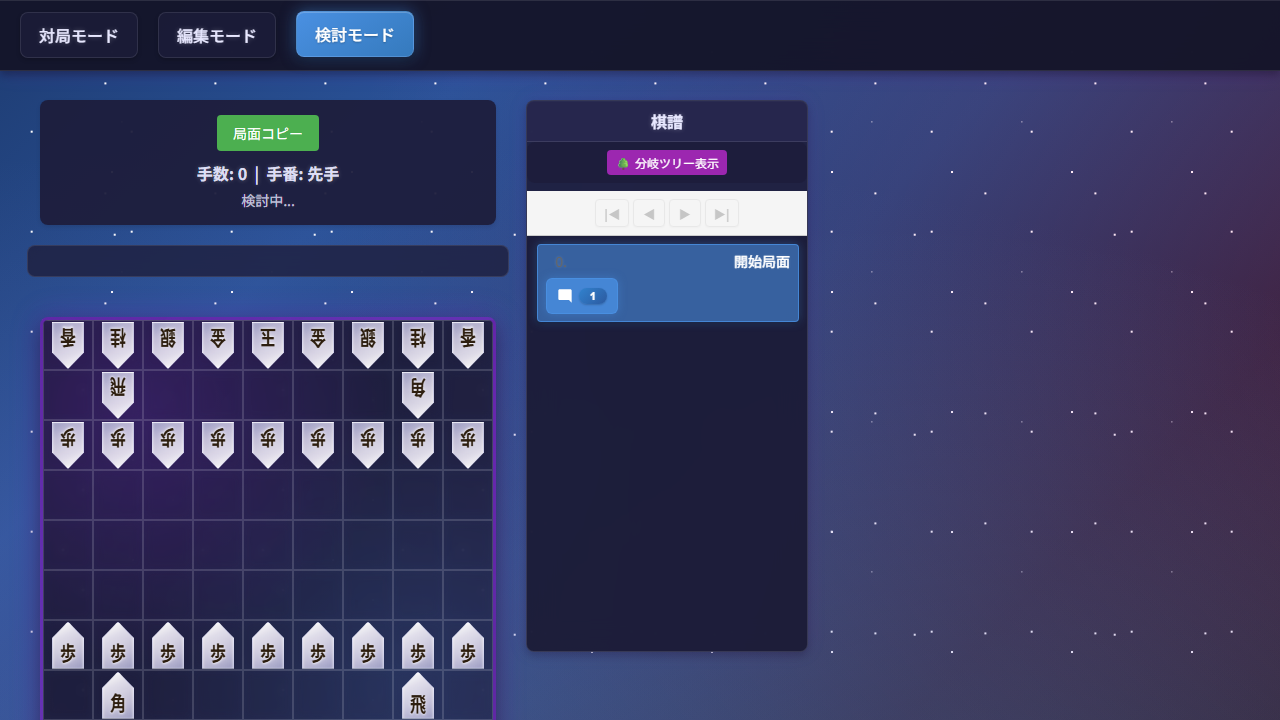 対局モード 編集モード 検討モード
局面コピー
手数: 0 | 手番: 先手
検討中...
棋譜
分岐ツリー表示
開始局面
1
香 桂 銀 金 王 金 銀 桂 香
飛 角
歩 歩 歩 歩 歩 歩 歩 歩 歩
歩 歩 歩 歩 歩 歩 歩 歩 歩
角 飛